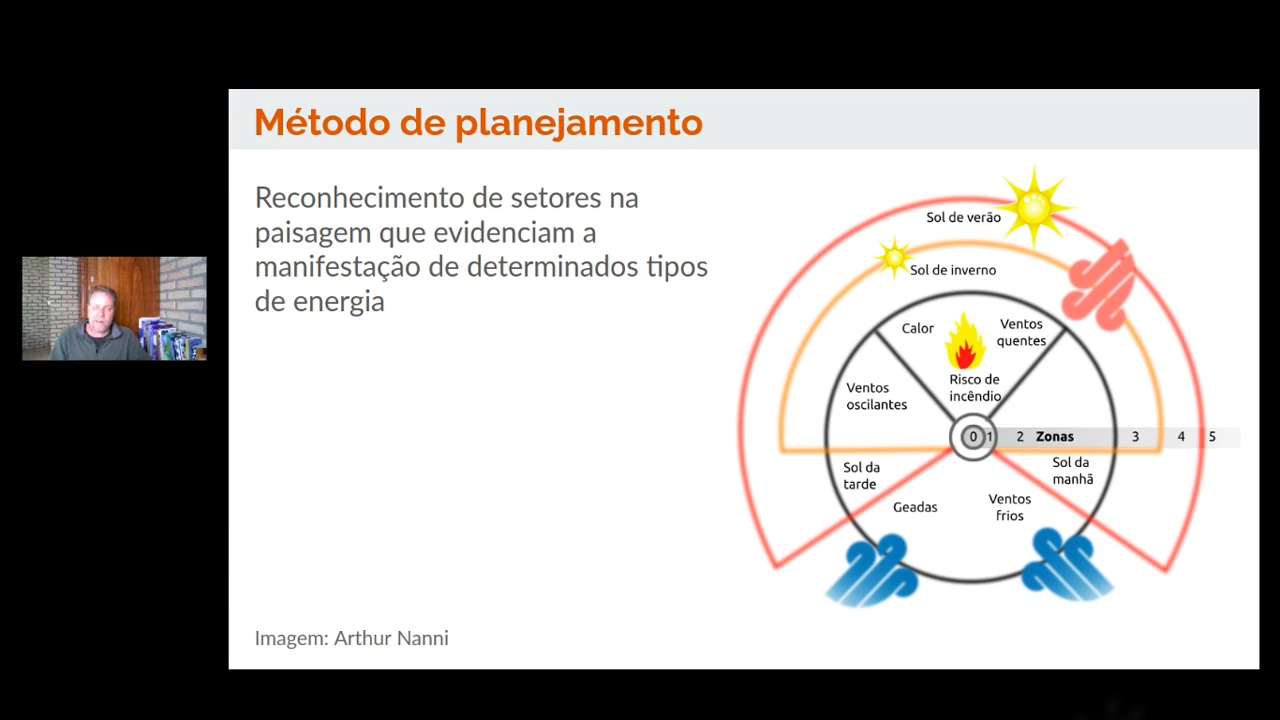 Método de planejamento
Reconhecimento de setores na
paisagem que evidenciam a
manifestação de determinados tipos
de energia
Sol de verão
Sol de inverno
Calor
Ventos
quentes
Risco de
incêndio
Ventos
oscilantes
0 1 2 Zonas 3 4 5
Sol da
tarde
Sol da
manhã
Geadas
Ventos
frios
Imagem: Arthur Nanni